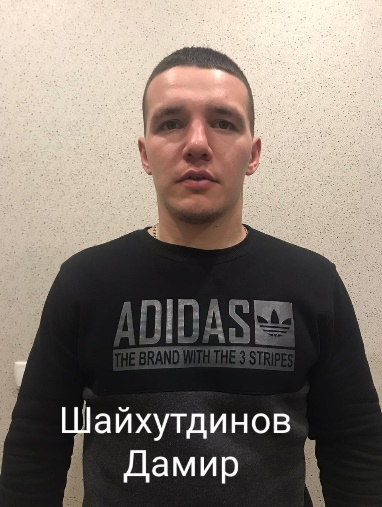 ADIDAS
THE BRAND WITH THE 3 STRIPES
Шайхутдинов
Дамир